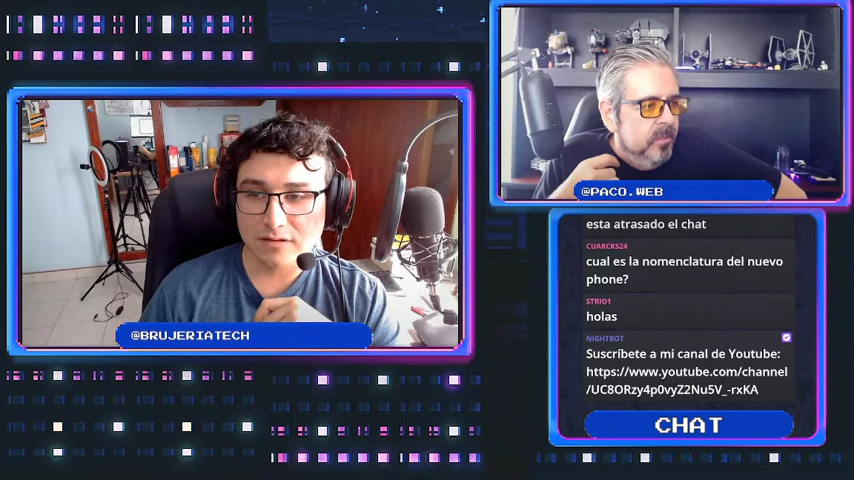 @PACO.WEB
@BRUJERIATECH
esta atrasado el chat
CUARCKS24
cual es la nomenclatura del nuevo
phone?
STRIO1
holas
NIGHTBOT
Suscríbete a mi canal de Youtube:
https://www.youtube.com/channel
/UC8ORzy4p0vyZ2Nu5V_-rxKA
CHAT